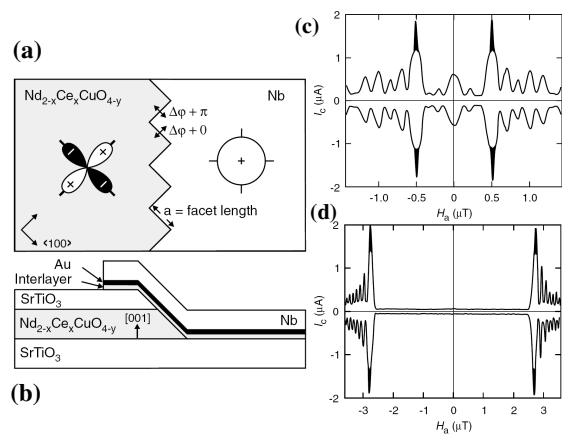 (a)
Nd2-xCexCuO4-y
Nb
Δφ + π
Δφ + 0
+
+
−
−
+
a = facet length
‹100›
Au
Interlayer
SrTiO3
Nd2-xCexCuO4-y
[001]
Nb
SrTiO3
(b)
(c)
2
1
0
-1
-2
Ic (μA)
-1.0 -0.5 0 0.5 1.0
Ha (μT)
(d)
2
1
0
-1
-2
Ic (μA)
-3 -2 -1 0 1 2 3
Ha (μT)